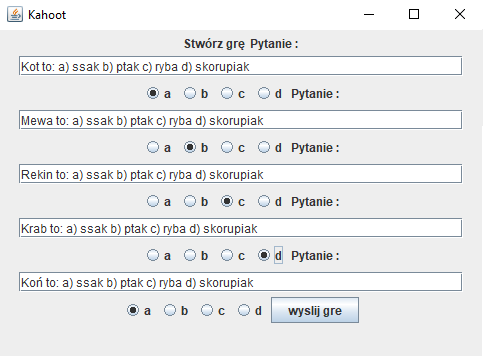 Kahoot
Stwórz grę Pytanie :
Kot to: a) ssak b) ptak c) ryba d) skorupiak
a b c d Pytanie :
Mewa to: a) ssak b) ptak c) ryba d) skorupiak
a b c d Pytanie :
Rekin to: a) ssak b) ptak c) ryba d) skorupiak
a b c d Pytanie :
Krab to: a) ssak b) ptak c) ryba d) skorupiak
a b c d Pytanie :
Koń to: a) ssak b) ptak c) ryba d) skorupiak
a b c d wyslij gre